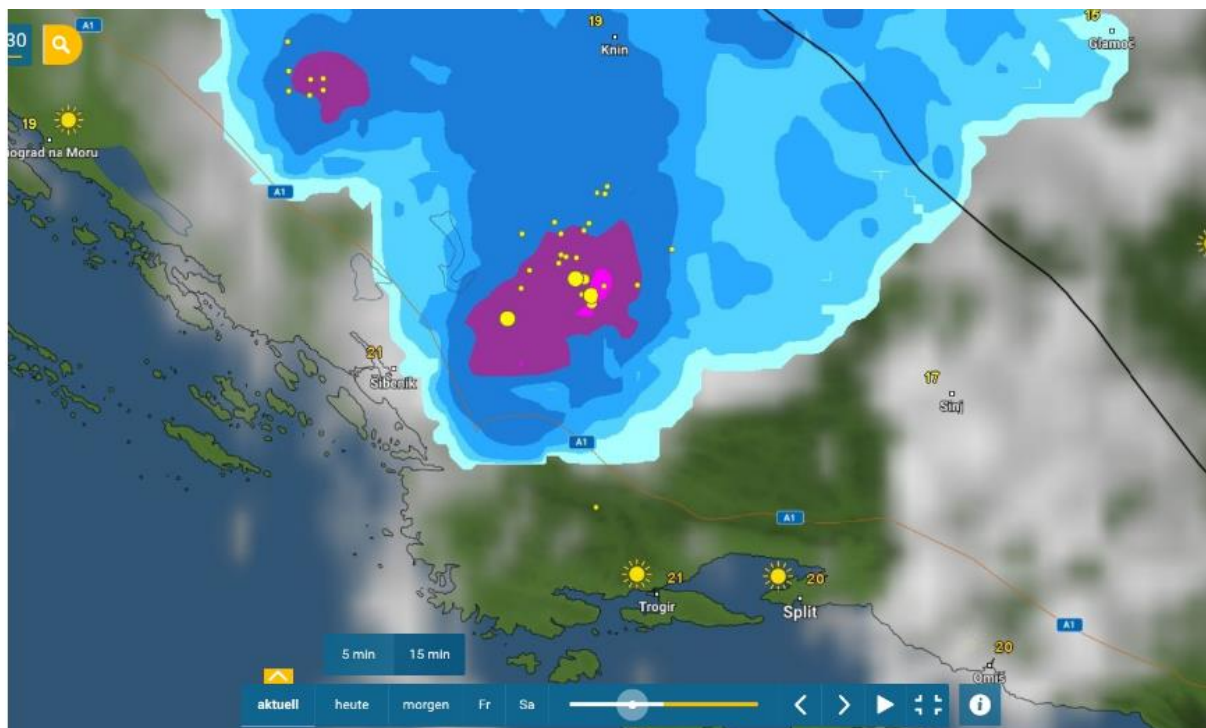 A1
30
19
Knin
15
Glamoč
19
iograd na Moru
A1
21
Šibenik
17
Sinj
A1
A1
21
Trogir
20
Split
A1
20
Omiš
5 min
15 min
aktuell
heute
morgen
Fr
Sa
i